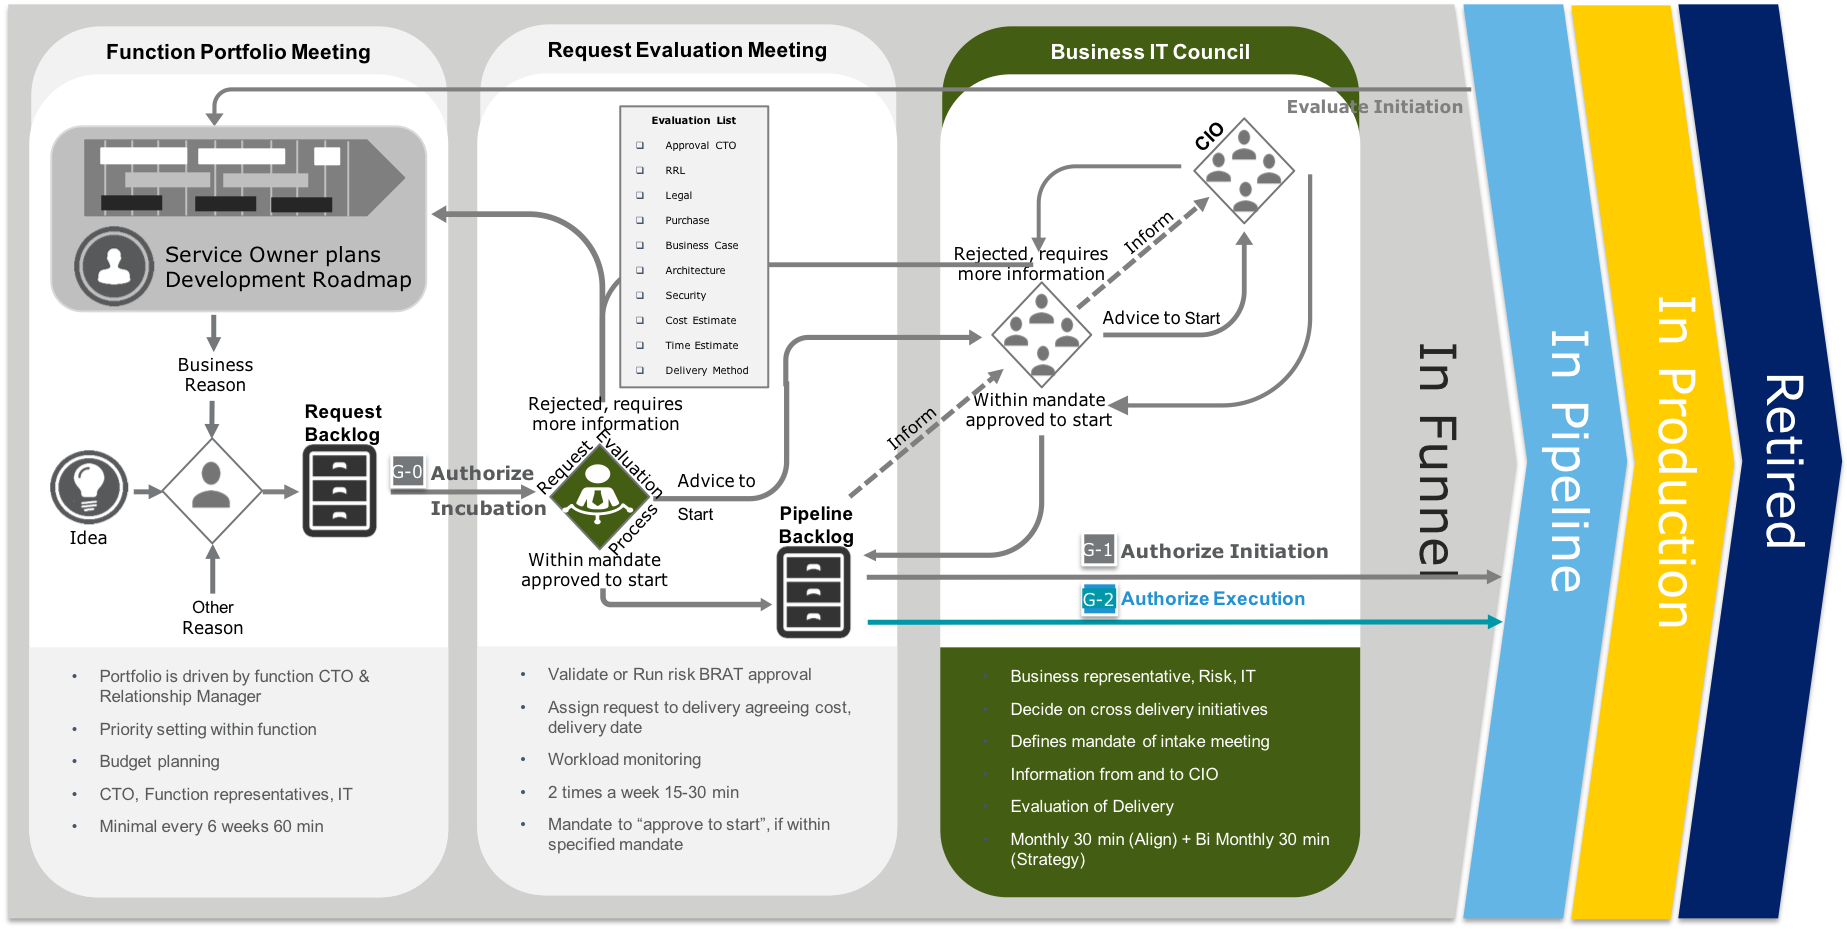 Function Portfolio Meeting
Service Owner plans
Development Roadmap
Business
Reason
Request
Backlog
Idea
Other
Reason
G-0 Authorize
Incubation
• Portfolio is driven by function CTO &
Relationship Manager
• Priority setting within function
• Budget planning
• CTO, Function representatives, IT
• Minimal every 6 weeks 60 min
Request Evaluation Meeting
Evaluation List
❑ Approval CTO
❑ RRL
❑ Legal
❑ Purchase
❑ Business Case
❑ Architecture
❑ Security
❑ Cost Estimate
❑ Time Estimate
❑ Delivery Method
Rejected, requires
more information
Request Evaluation
Process
Advice to
Start
Within mandate
approved to start
Pipeline
Backlog
Inform
• Validate or Run risk BRAT approval
• Assign request to delivery agreeing cost,
delivery date
• Workload monitoring
• 2 times a week 15-30 min
• Mandate to “approve to start”, if within
specified mandate
Business IT Council
Evaluate Initiation
CIO
Inform
Rejected, requires
more information
Advice to Start
Within mandate
approved to start
G-1 Authorize Initiation
G-2 Authorize Execution
• Business representative, Risk, IT
• Decide on cross delivery initiatives
• Defines mandate of intake meeting
• Information from and to CIO
• Evaluation of Delivery
• Monthly 30 min (Align) + Bi Monthly 30 min
(Strategy)
In Funnel
In Pipeline
In Production
Retired